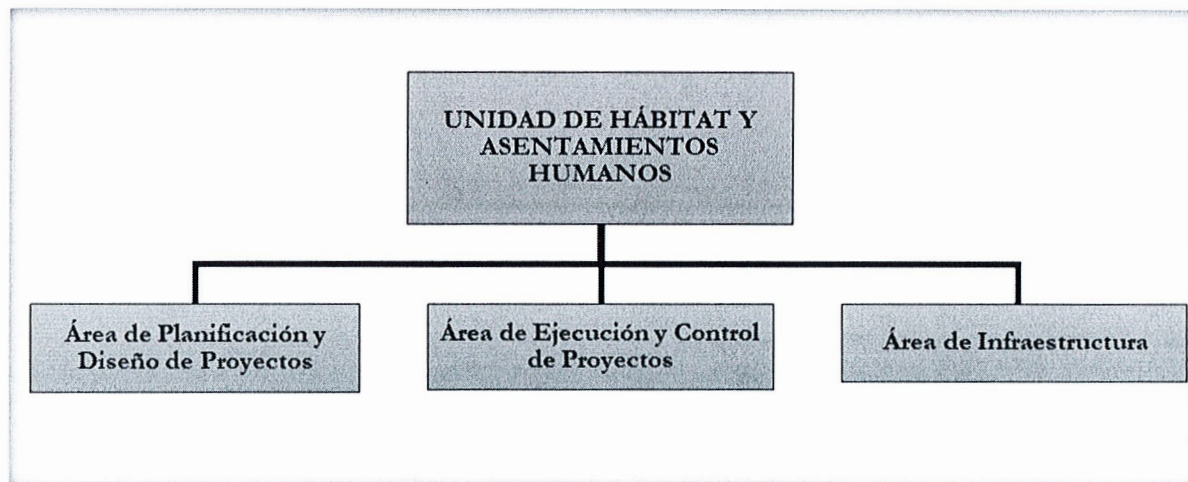 UNIDAD DE HÁBITAT Y
ASENTAMIENTOS
HUMANOS
Área de Planificación y
Diseño de Proyectos
Área de Ejecución y Control
de Proyectos
Área de Infraestructura